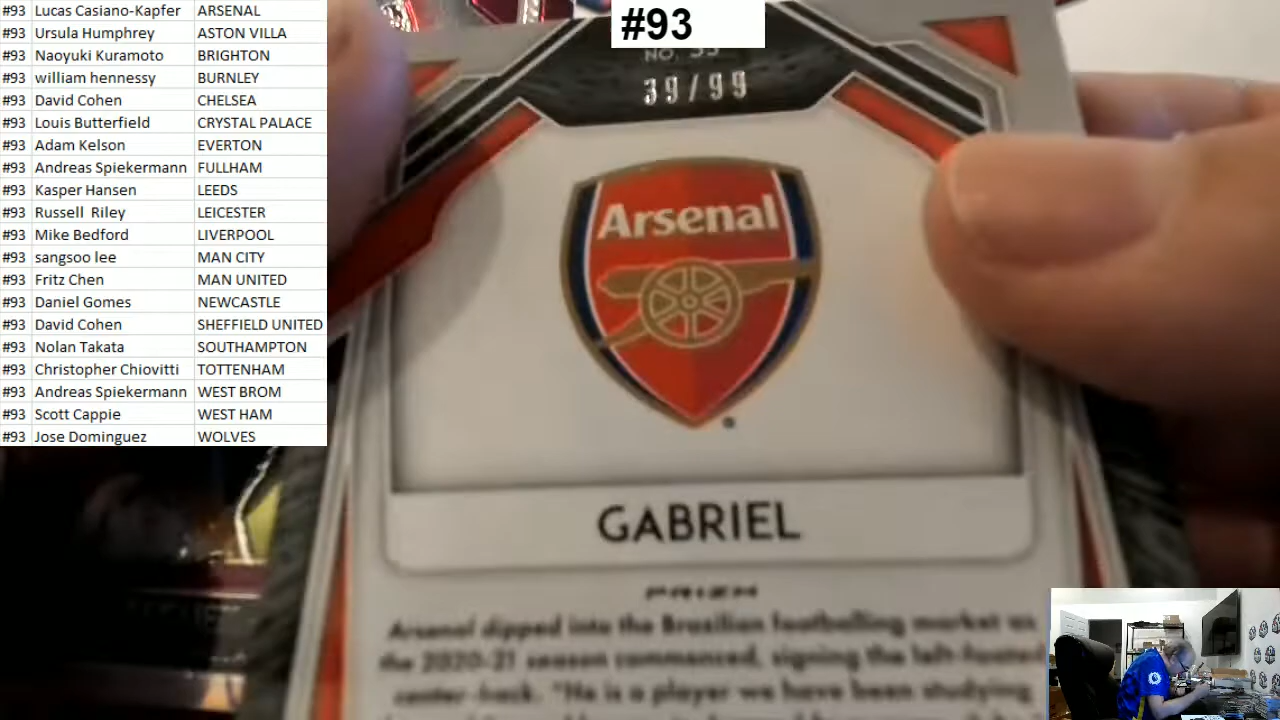 #93 Lucas Casiano-Kapfer ARSENAL
#93 Ursula Humphrey ASTON VILLA
#93 Naoyuki Kuramoto BRIGHTON
#93 william hennessy BURNLEY
#93 David Cohen CHELSEA
#93 Louis Butterfield CRYSTAL PALACE
#93 Adam Kelson EVERTON
#93 Andreas Spiekermann FULLHAM
#93 Kasper Hansen LEEDS
#93 Russell Riley LEICESTER
#93 Mike Bedford LIVERPOOL
#93 sangsoo lee MAN CITY
#93 Fritz Chen MAN UNITED
#93 Daniel Gomes NEWCASTLE
#93 David Cohen SHEFFIELD UNITED
#93 Nolan Takata SOUTHAMPTON
#93 Christopher Chiovitti TOTTENHAM
#93 Andreas Spiekermann WEST BROM
#93 Scott Cappie WEST HAM
#93 Jose Dominguez WOLVES
#93
NO.
39/99
Arsenal
GABRIEL
PRIZM
Arsenal dipped into the Brazilian footballing market as
the 2020-21 season commenced, signing the left-footed
center-back. "He is a player we have been studying